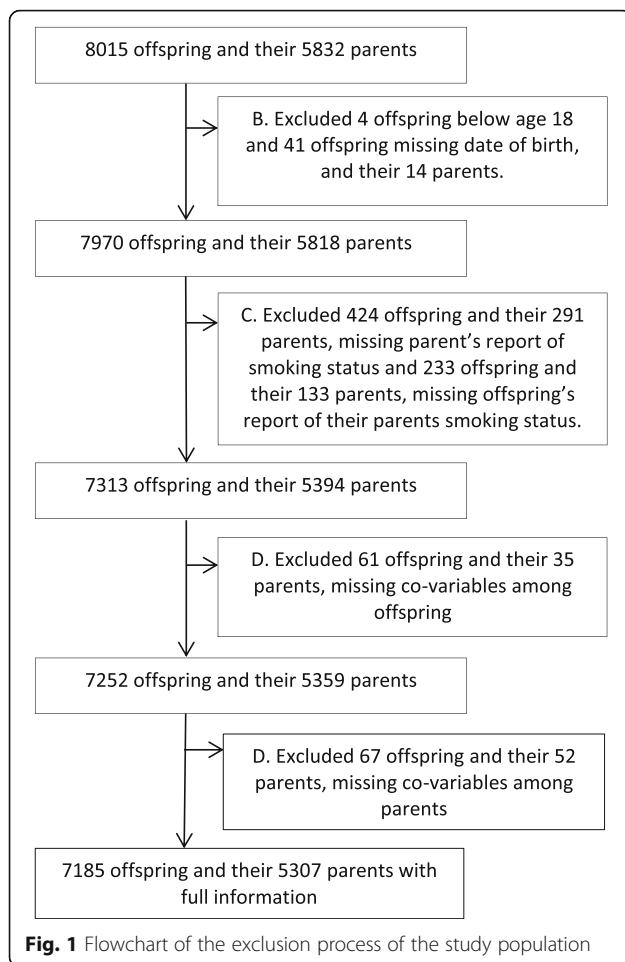 8015 offspring and their 5832 parents
B. Excluded 4 offspring below age 18
and 41 offspring missing date of birth,
and their 14 parents.
7970 offspring and their 5818 parents
C. Excluded 424 offspring and their 291
parents, missing parent’s report of
smoking status and 233 offspring and
their 133 parents, missing offspring’s
report of their parents smoking status.
7313 offspring and their 5394 parents
D. Excluded 61 offspring and their 35
parents, missing co-variables among
offspring
7252 offspring and their 5359 parents
D. Excluded 67 offspring and their 52
parents, missing co-variables among
parents
7185 offspring and their 5307 parents with
full information
Fig. 1 Flowchart of the exclusion process of the study population